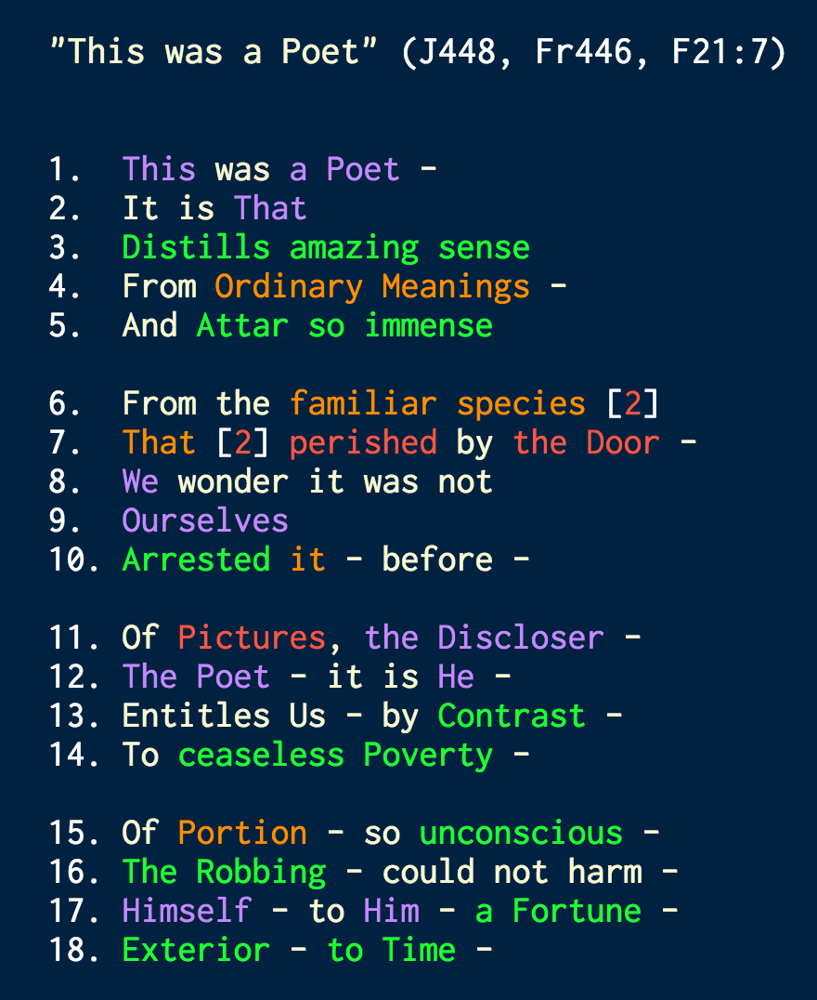 "This was a Poet" (J448, Fr446, F21:7)
1. This was a Poet –
2. It is That
3. Distills amazing sense
4. From Ordinary Meanings –
5. And Attar so immense
6. From the familiar species [2]
7. That [2] perished by the Door –
8. We wonder it was not
9. Ourselves
10. Arrested it – before –
11. Of Pictures, the Discloser –
12. The Poet – it is He –
13. Entitles Us – by Contrast –
14. To ceaseless Poverty –
15. Of Portion – so unconscious –
16. The Robbing – could not harm –
17. Himself – to Him – a Fortune –
18. Exterior – to Time –